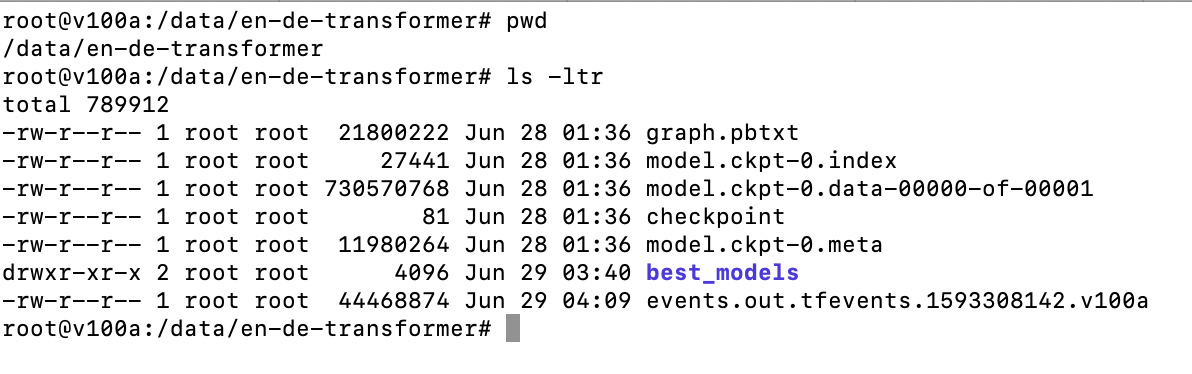 root@v100a:/data/en-de-transformer# pwd
/data/en-de-transformer
root@v100a:/data/en-de-transformer# ls -ltr
total 789912
-rw-r--r-- 1 root root  21800222 Jun 28 01:36 graph.pbtxt
-rw-r--r-- 1 root root     27441 Jun 28 01:36 model.ckpt-0.index
-rw-r--r-- 1 root root 730570768 Jun 28 01:36 model.ckpt-0.data-00000-of-00001
-rw-r--r-- 1 root root        81 Jun 28 01:36 checkpoint
-rw-r--r-- 1 root root  11980264 Jun 28 01:36 model.ckpt-0.meta
drwxr-xr-x 2 root root      4096 Jun 29 03:40 best_models
-rw-r--r-- 1 root root  44468874 Jun 29 04:09 events.out.tfevents.1593308142.v100a
root@v100a:/data/en-de-transformer#